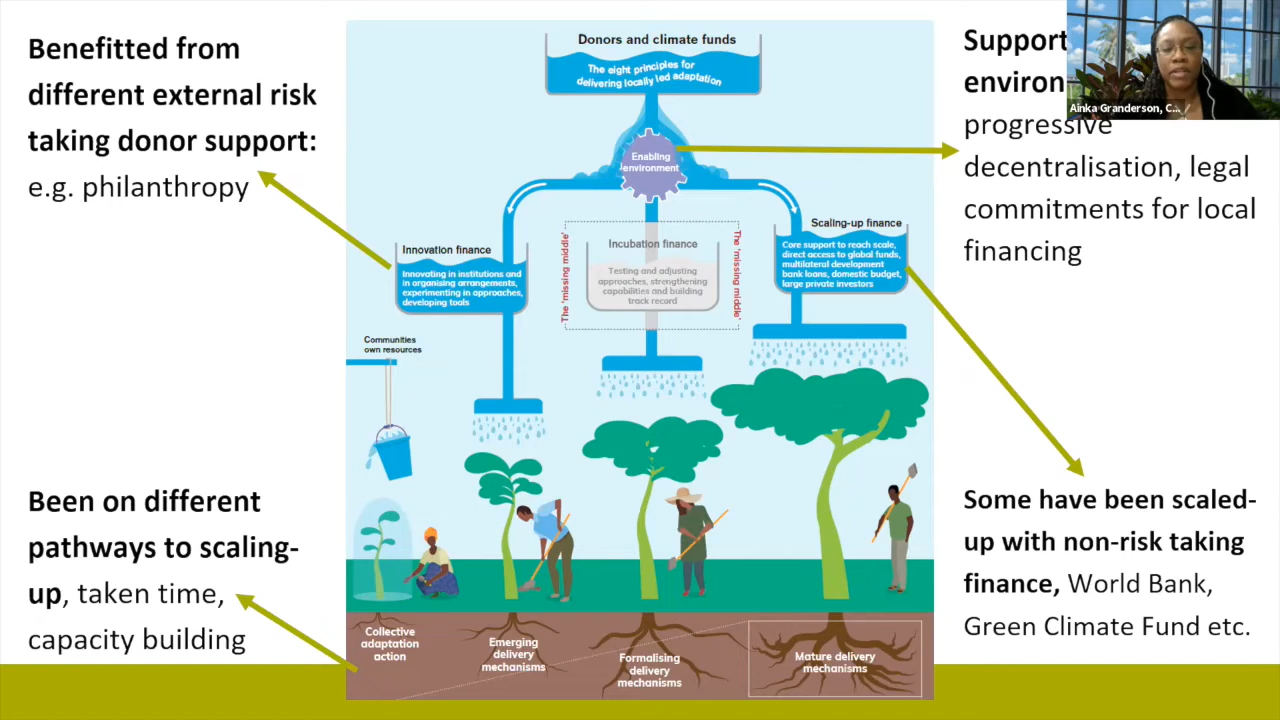 Benefitted from
different external risk
taking donor support:
e.g. philanthropy
Been on different
pathways to scaling-
up, taken time,
capacity building
Donors and climate funds
The eight principles for
delivering locally led adaptation
Enabling
environment
Innovation finance
Innovating in institutions and
in organising arrangements,
experimenting in approaches,
developing tools
The 'missing middle'
Incubation finance
Testing and adjusting
approaches, strengthening
capabilities and building
track record
The 'missing middle'
Scaling-up finance
Core support to reach scale,
direct access to global funds,
multilateral development
bank loans, domestic budget,
large private investors
Communities
own resources
Collective
adaptation
action
Emerging
delivery
mechanisms
Formalising
delivery
mechanisms
Mature delivery
mechanisms
Support
environ
progressive
decentralisation, legal
commitments for local
financing
Some have been scaled-
up with non-risk taking
finance, World Bank,
Green Climate Fund etc.
Ainka Granderson, C...